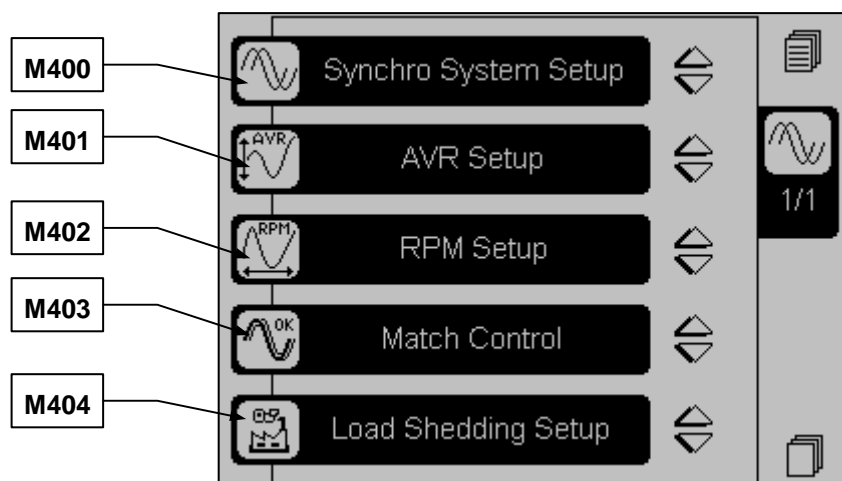 M400
Synchro System Setup
M401
AVR
AVR Setup
1/1
M402
RPM
RPM Setup
M403
OK
Match Control
M404
Load Shedding Setup